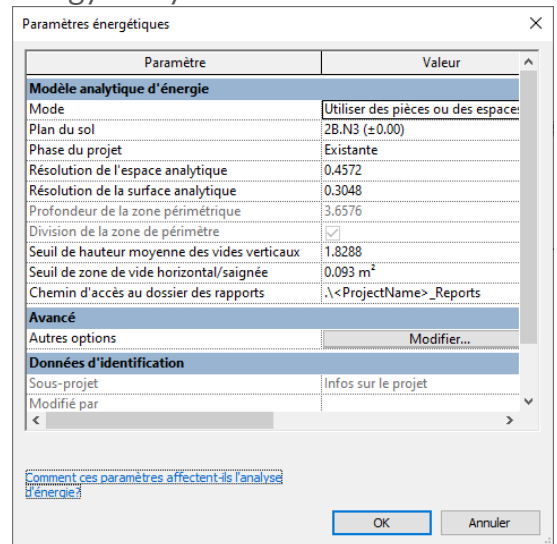 Paramètres énergétiques
Paramètre Valeur
Modèle analytique d'énergie
Mode Utiliser des pièces ou des espaces
Plan du sol 2B.N3 (±0.00)
Phase du projet Existante
Résolution de l'espace analytique 0.4572
Résolution de la surface analytique 0.3048
Profondeur de la zone périmétrique 3.6576
Division de la zone de périmètre
Seuil de hauteur moyenne des vides verticaux 1.8288
Seuil de zone de vide horizontal/saignée 0.093 m²
Chemin d'accès au dossier des rapports .\<ProjectName>_Reports
Avancé
Autres options Modifier...
Données d'identification
Sous-projet Infos sur le projet
Modifié par
Comment ces paramètres affectent-ils l'analyse
d'énergie?
OK Annuler